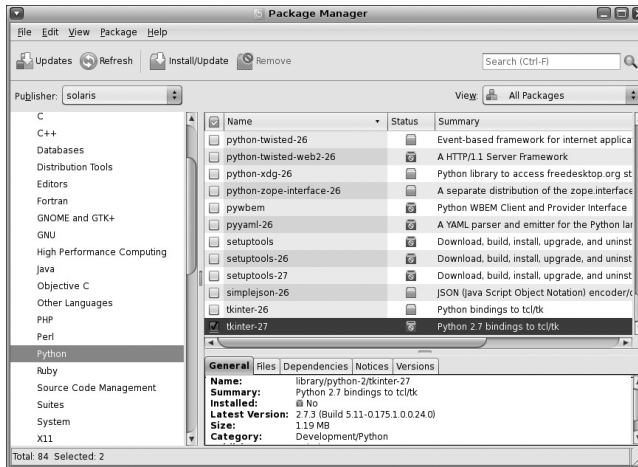 Package Manager
File Edit View Package Help
Updates Refresh Install/Update Remove Search (Ctrl-F)
Publisher: solaris View: All Packages
C
C++
Databases
Distribution Tools
Editors
Fortran
GNOME and GTK+
GNU
High Performance Computing
Java
Objective C
Other Languages
PHP
Perl
Python
Ruby
Source Code Management
Suites
System
X11
Name Status Summary
python-twisted-26 Event-based framework for internet applica
python-twisted-web2-26 A HTTP/1.1 Server Framework
python-xdg-26 Python library to access freedesktop.org st
python-zope-interface-26 A separate distribution of the zope.interface
pywbem Python WBEM Client and Provider Interface
pyyaml-26 A YAML parser and emitter for the Python lan
setuptools Download, build, install, upgrade, and uninst
setuptools-26 Download, build, install, upgrade, and uninst
setuptools-27 Download, build, install, upgrade, and uninst
simplejson-26 JSON (Java Script Object Notation) encoder/d
tkinter-26 Python bindings to tcl/tk
tkinter-27 Python 2.7 bindings to tcl/tk
General Files Dependencies Notices Versions
Name: library/python-2/tkinter-27
Summary: Python 2.7 bindings to tcl/tk
Installed: No
Latest Version: 2.7.3 (Build 5.11-0.175.1.0.0.24.0)
Size: 1.19 MB
Category: Development/Python
Total: 84 Selected: 2